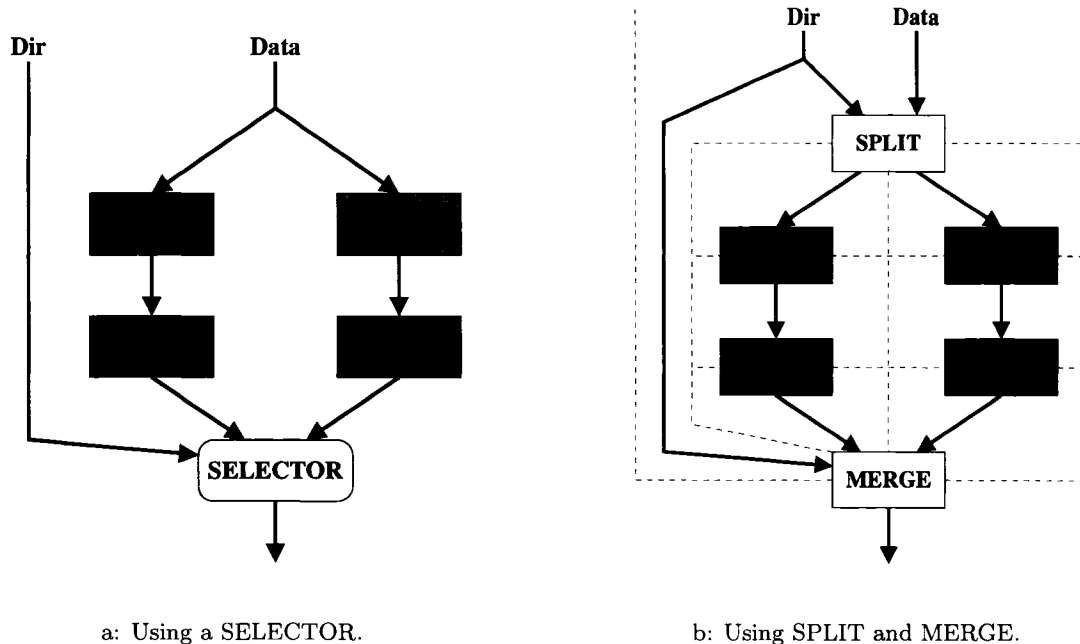 Dir
Data
SELECTOR
a: Using a SELECTOR.
Dir
Data
SPLIT
MERGE
b: Using SPLIT and MERGE.